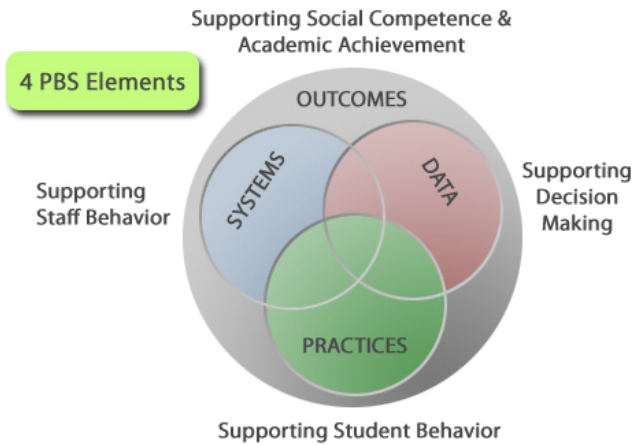 Supporting Social Competence &
Academic Achievement
4 PBS Elements
OUTCOMES
SYSTEMS
DATA
Supporting
Staff Behavior
Supporting
Decision
Making
PRACTICES
Supporting Student Behavior